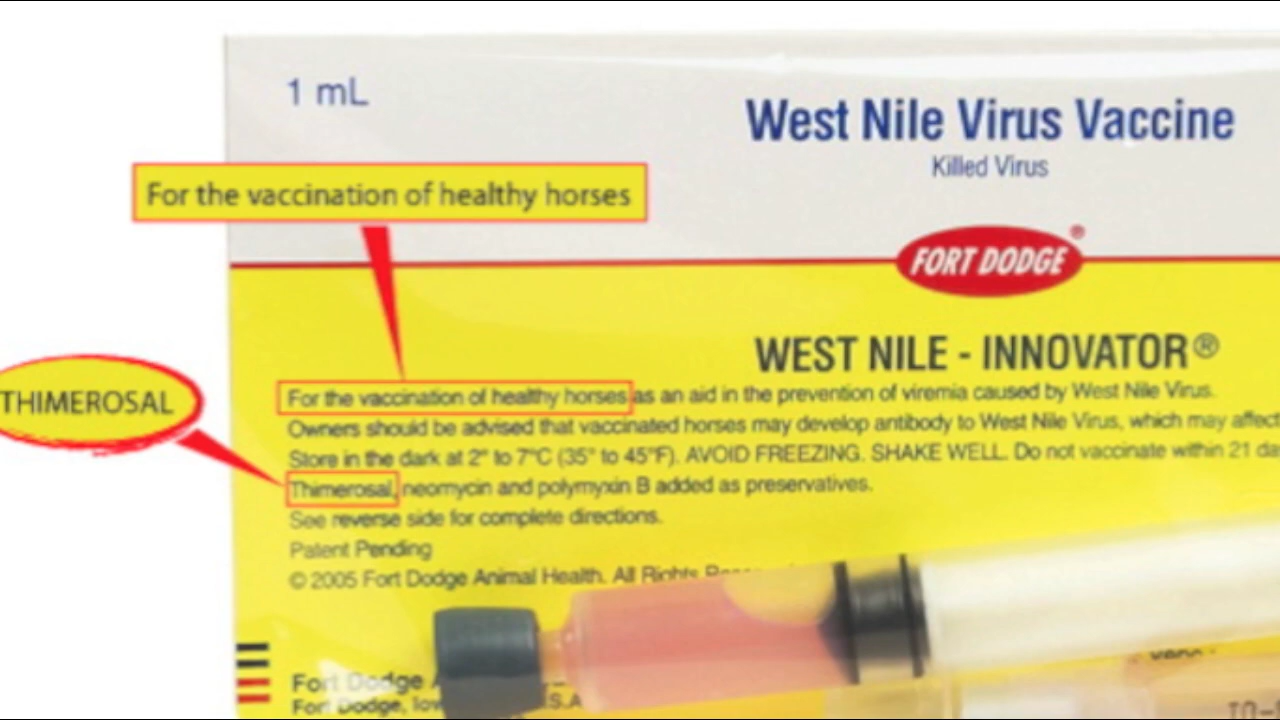 1 mL
West Nile Virus Vaccine
Killed Virus
For the vaccination of healthy horses
FORT DODGE®
WEST NILE - INNOVATOR®
For the vaccination of healthy horses as an aid in the prevention of viremia caused by West Nile Virus.
THIMEROSAL
Owners should be advised that vaccinated horses may develop antibody to West Nile Virus, which may affect
Store in the dark at 2° to 7°C (35° to 45°F). AVOID FREEZING. SHAKE WELL. Do not vaccinate within 21
Thimerosal, neomycin and polymyxin B added as preservatives.
See reverse side for complete directions.
Patent Pending
© 2005 Fort Dodge Animal Health. All Rights
Fort Dodge
Fort Dodge,